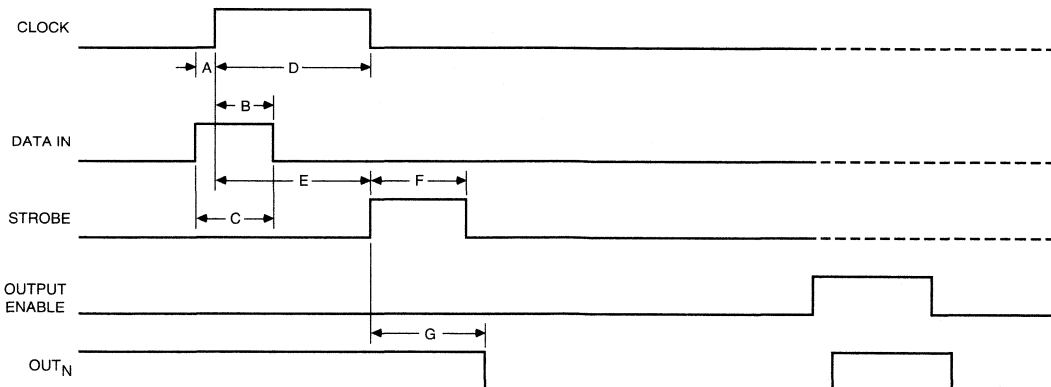 CLOCK
A
D
B
DATA IN
E
F
C
STROBE
OUTPUT
ENABLE
G
OUTN